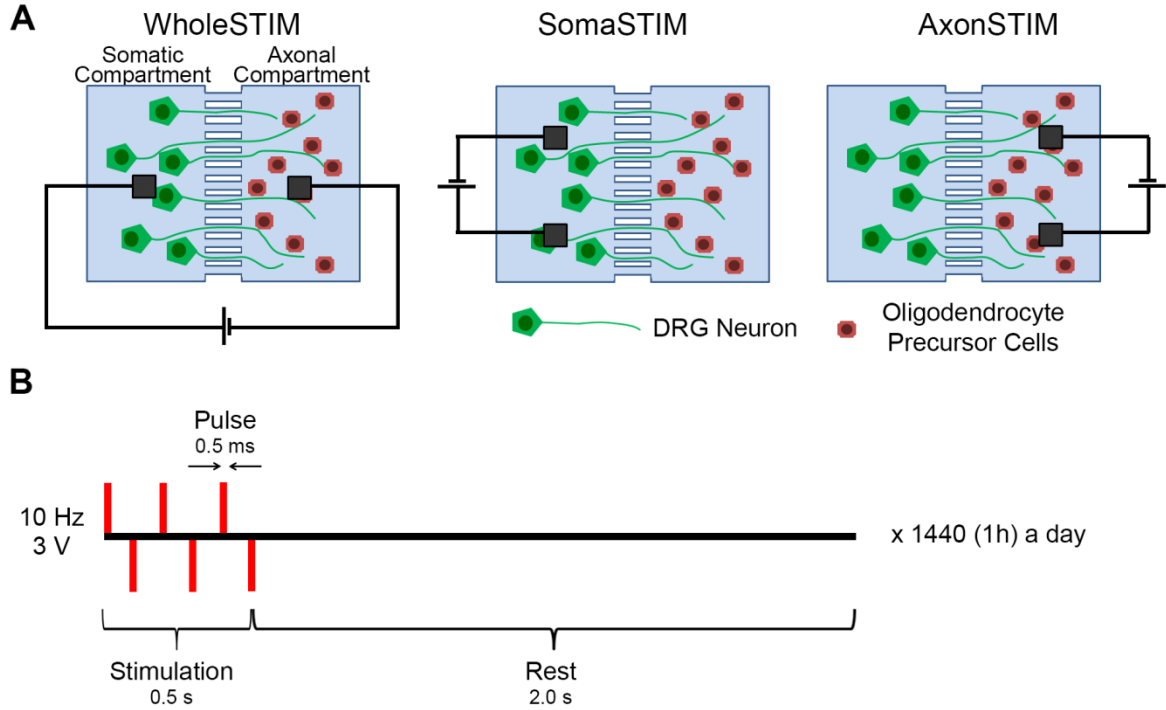 A
WholeSTIM
SomaSTIM
AxonSTIM
Somatic
Compartment
Axonal
Compartment
DRG Neuron
Oligodendrocyte
Precursor Cells
B
Pulse
0.5 ms
10 Hz
3 V
x 1440 (1h) a day
Stimulation
0.5 s
Rest
2.0 s